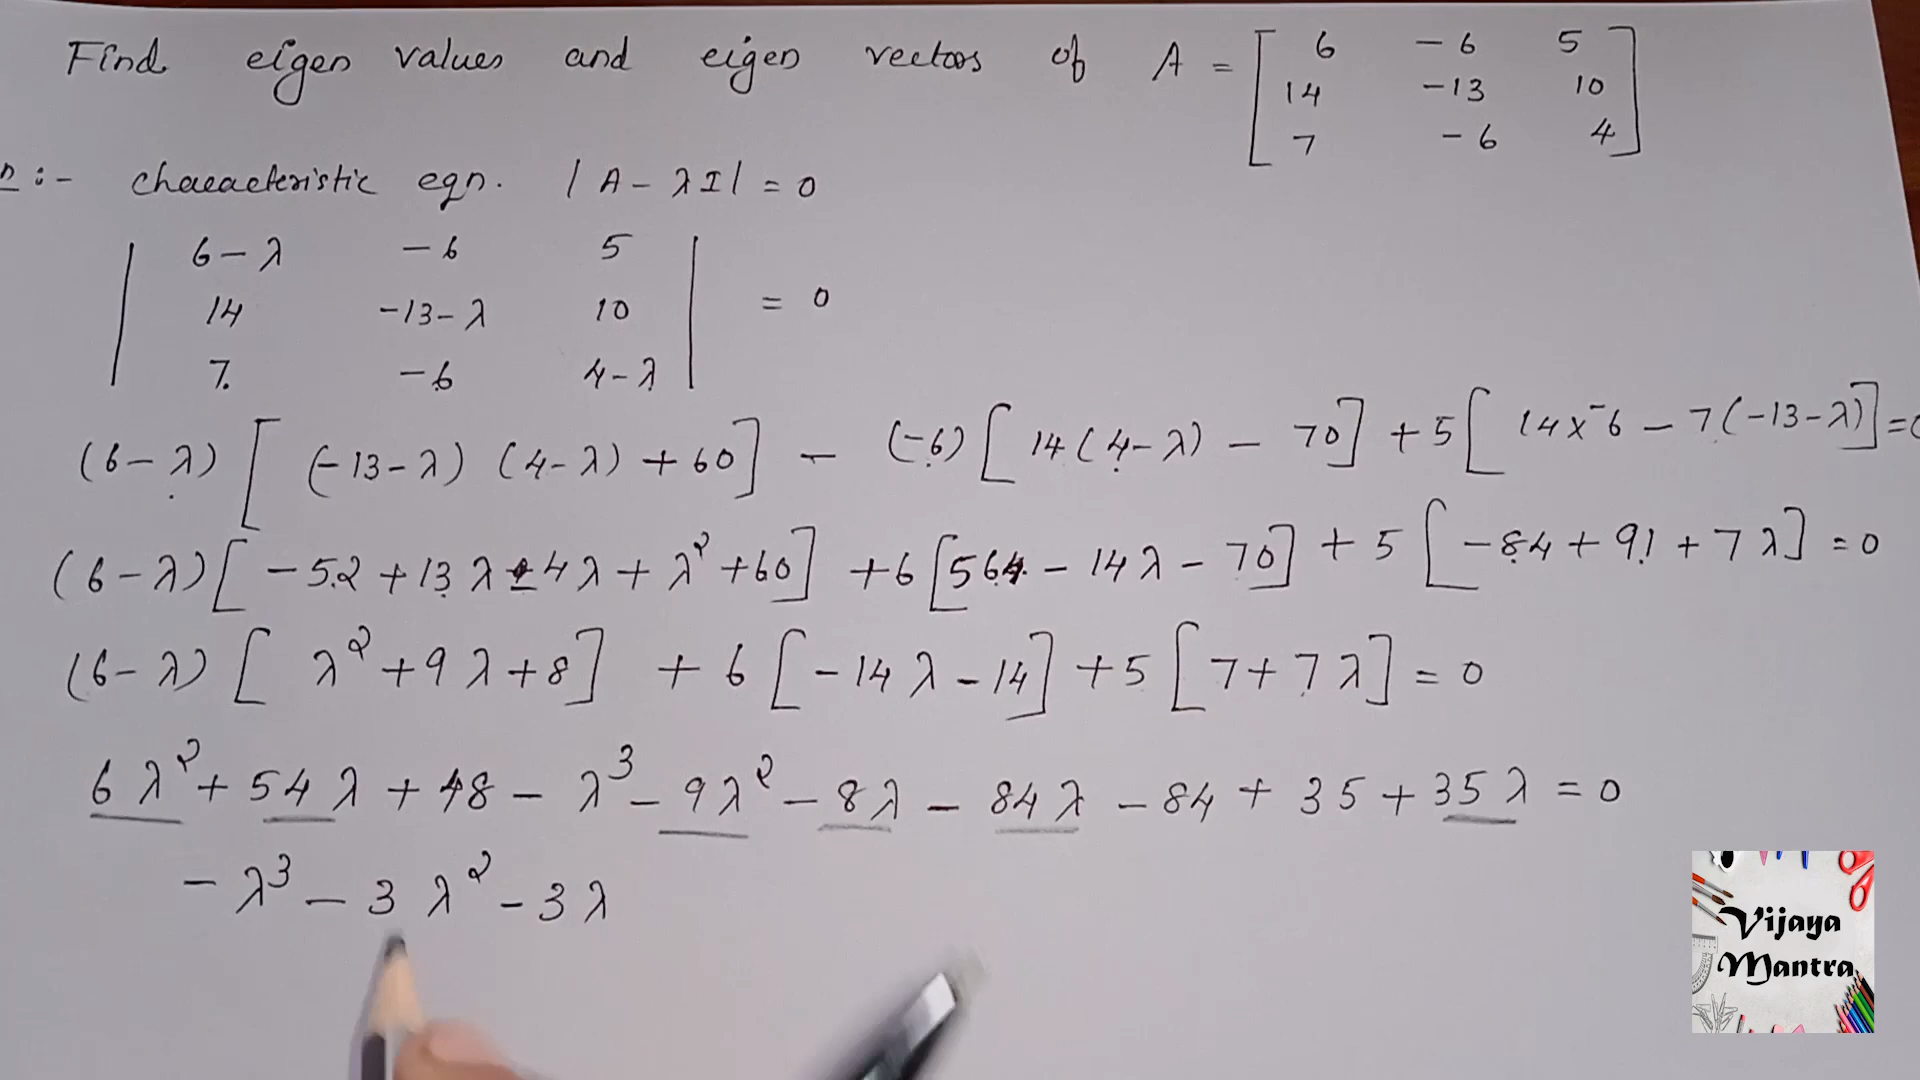 Find eigen values and eigen vectors of A = [ 6 -6 5
14 -13 10
7 -6 4 ]
n :- characteristic eqn. |A - λI| = 0
| 6-λ -6 5 |
| 14 -13-λ 10 | = 0
| 7 -6 4-λ |
(6-λ) [ (-13-λ) (4-λ) + 60 ] - (-6) [ 14(4-λ) - 70 ] + 5 [ 14x-6 - 7(-13-λ) ] = 0
(6-λ) [ -52 + 13λ - 4λ + λ² + 60 ] + 6 [ 56 - 14λ - 70 ] + 5 [ -84 + 91 + 7λ ] = 0
(6-λ) [ λ² + 9λ + 8 ] + 6 [ -14λ - 14 ] + 5 [ 7 + 7λ ] = 0
6λ² + 54λ + 48 - λ³ - 9λ² - 8λ - 84λ - 84 + 35 + 35λ = 0
-λ³ - 3λ² - 3λ
Vijaya
Mantra